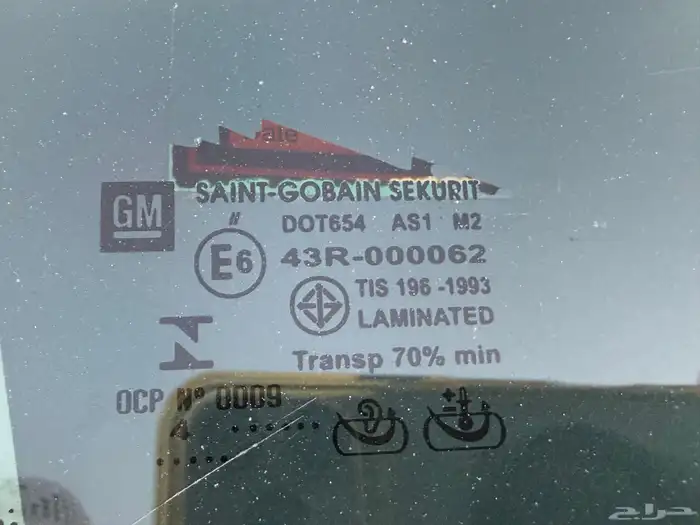 ale
SAINT-GOBAIN SEKURIT
GM
" DOT654 AS1 M2
E6 43R-000062
TIS 196-1993
LAMINATED
Transp 70% min
OCP Nº 0009
4 ........
.....
حراج